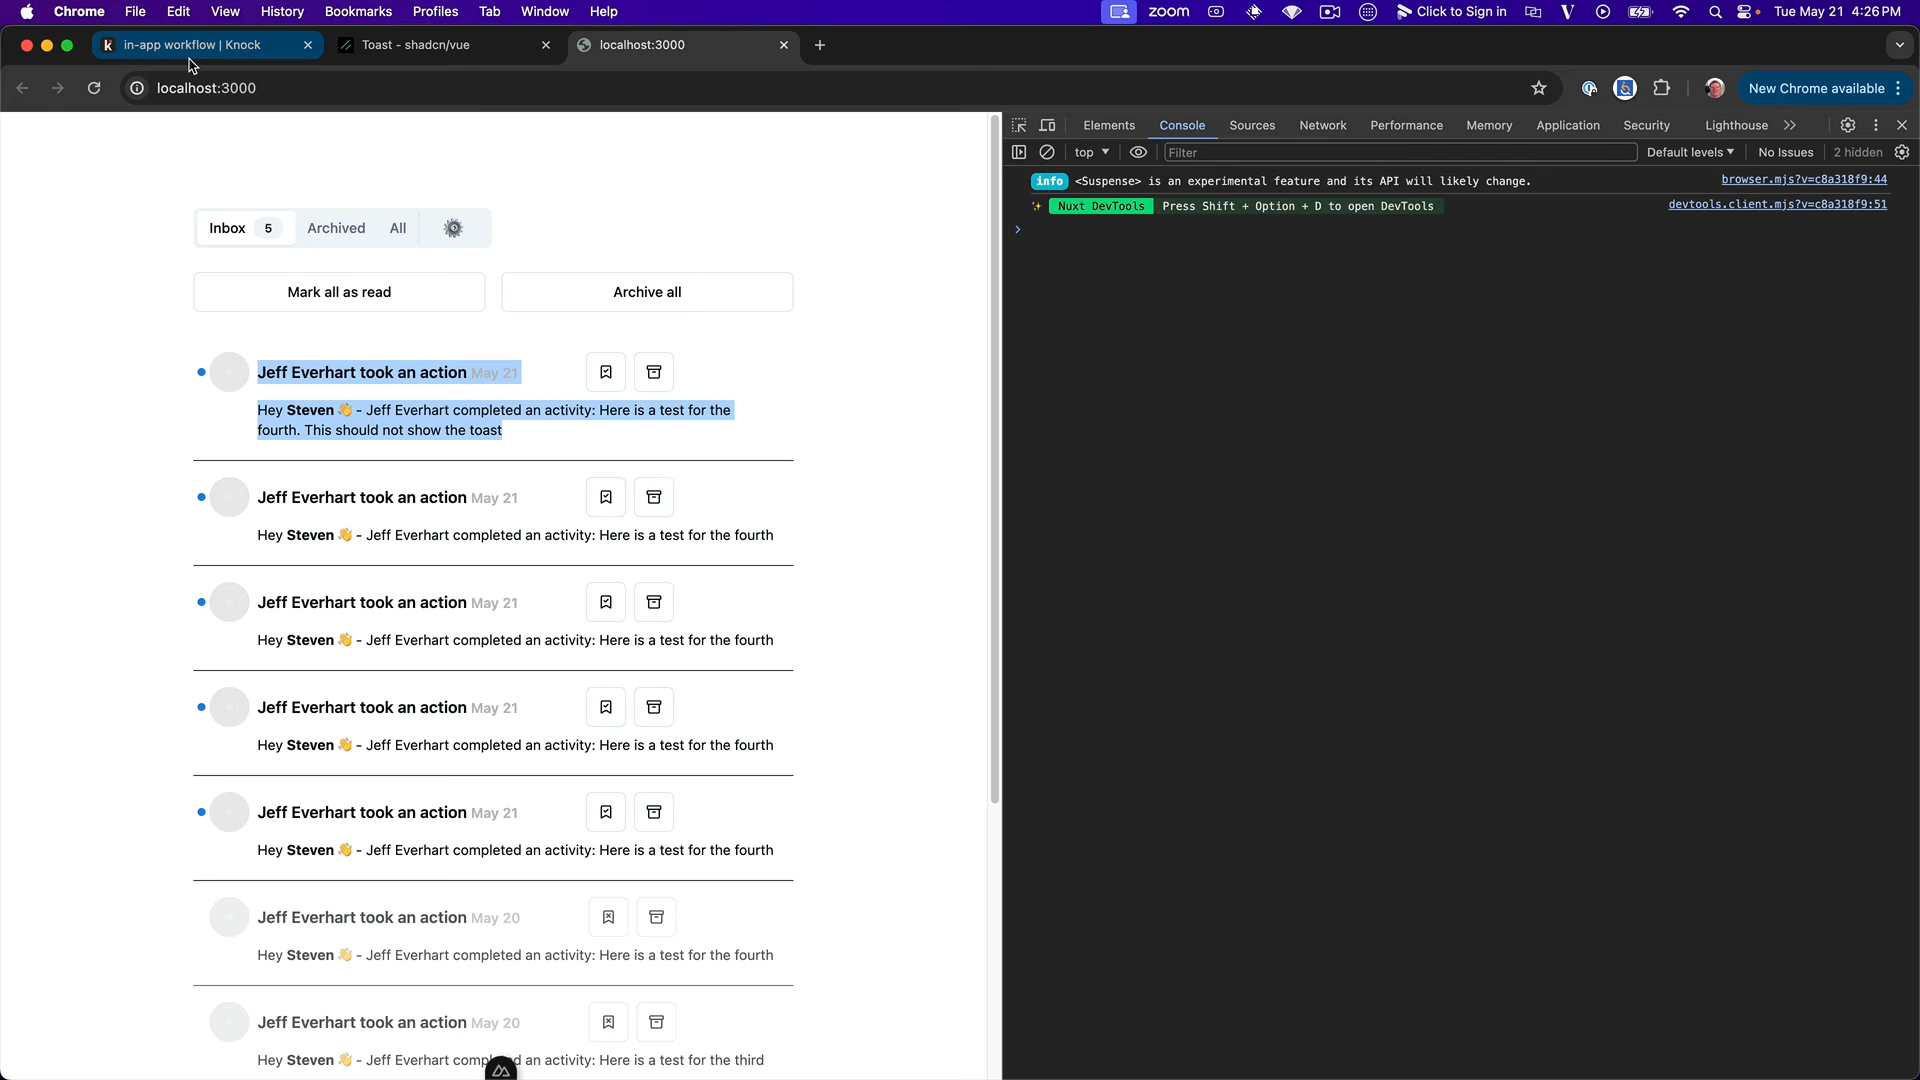 Chrome File Edit View History Bookmarks Profiles Tab Window Help zoom Click to Sign in Tue May 21 4:26 PM
in-app workflow | Knock Toast - shadcn/vue localhost:3000
localhost:3000 New Chrome available
Elements Console Sources Network Performance Memory Application Security Lighthouse
top Filter Default levels No Issues 2 hidden
info <Suspense> is an experimental feature and its API will likely change. browser.mjs?v=c8a318f9:44
Nuxt DevTools Press Shift + Option + D to open DevTools devtools.client.mjs?v=c8a318f9:51
Inbox 5 Archived All
Mark all as read Archive all
Jeff Everhart took an action May 21
Hey Steven 👋 - Jeff Everhart completed an activity: Here is a test for the
fourth. This should not show the toast
Jeff Everhart took an action May 21
Hey Steven 👋 - Jeff Everhart completed an activity: Here is a test for the fourth
Jeff Everhart took an action May 21
Hey Steven 👋 - Jeff Everhart completed an activity: Here is a test for the fourth
Jeff Everhart took an action May 21
Hey Steven 👋 - Jeff Everhart completed an activity: Here is a test for the fourth
Jeff Everhart took an action May 21
Hey Steven 👋 - Jeff Everhart completed an activity: Here is a test for the fourth
Jeff Everhart took an action May 20
Hey Steven 👋 - Jeff Everhart completed an activity: Here is a test for the fourth
Jeff Everhart took an action May 20
Hey Steven 👋 - Jeff Everhart completed an activity: Here is a test for the third